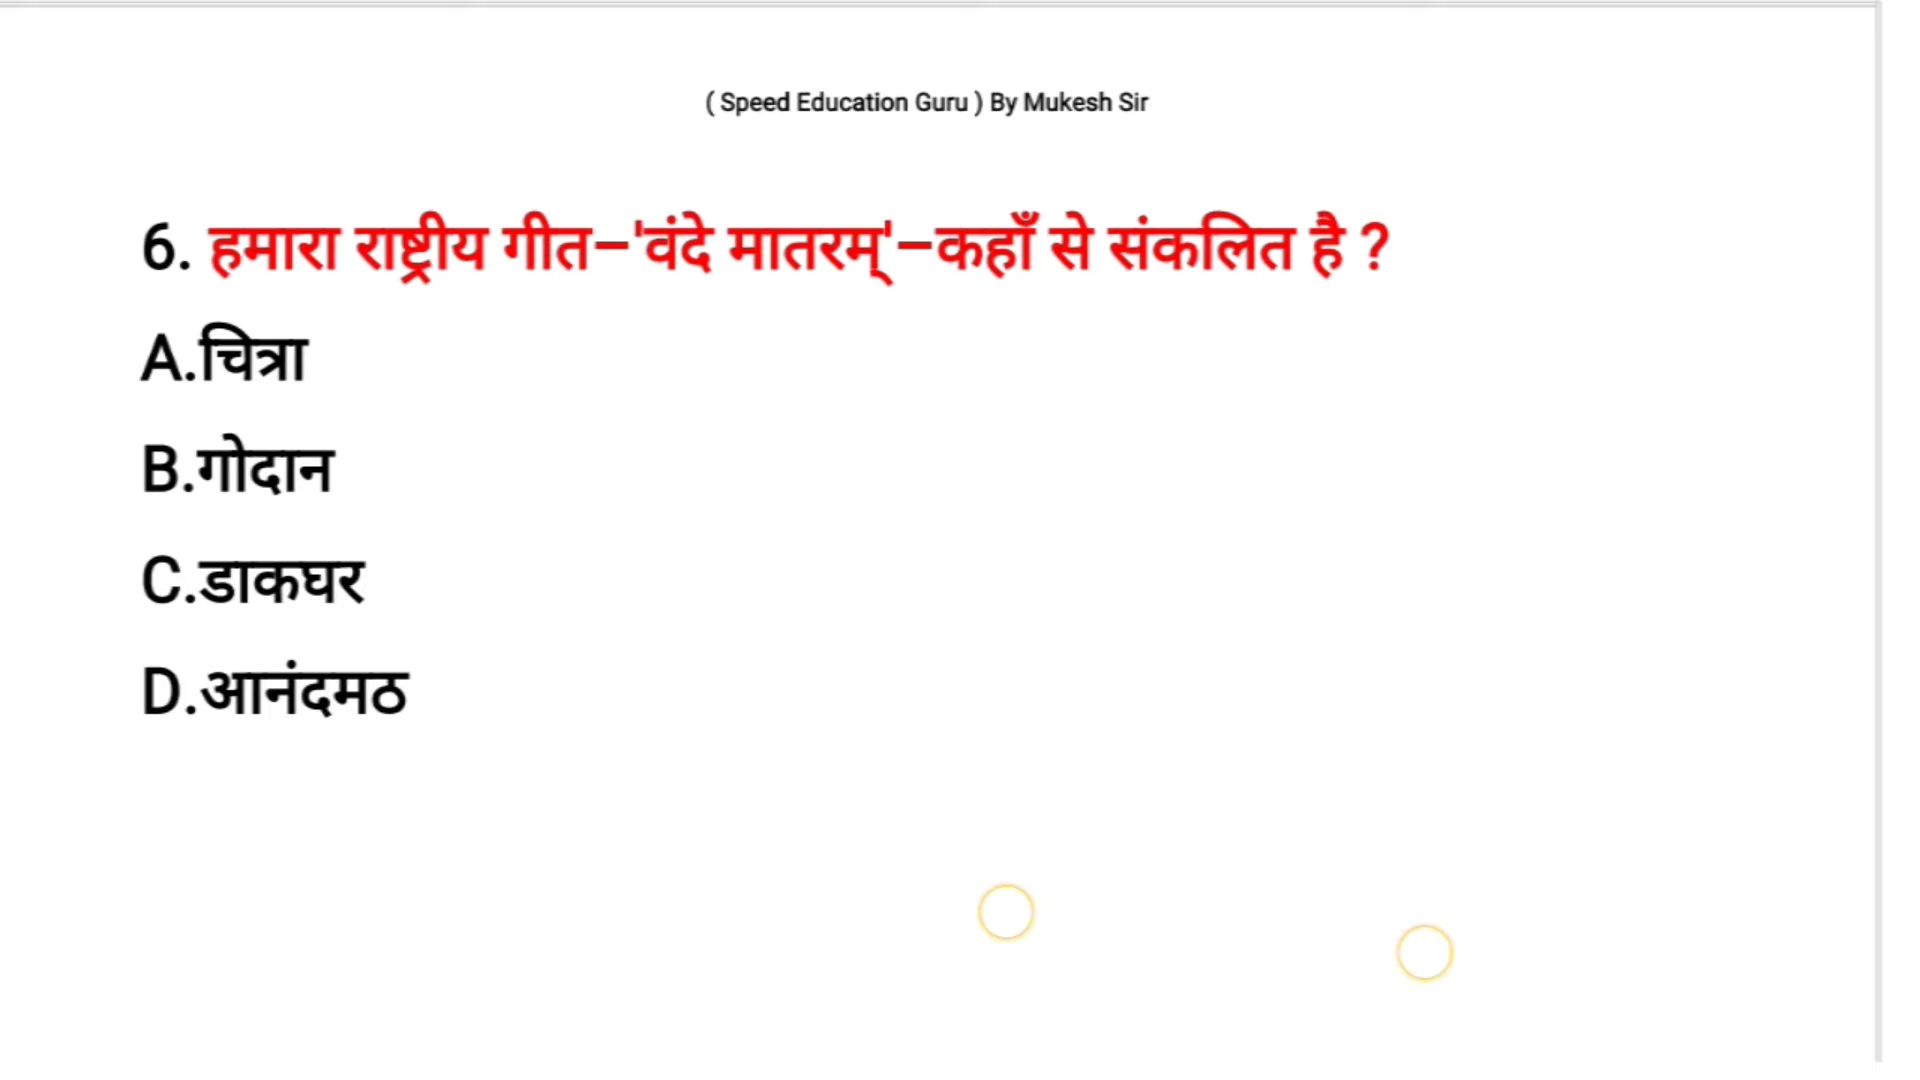 ( Speed Education Guru ) By Mukesh Sir
6. हमारा राष्ट्रीय गीत–'वंदे मातरम्'–कहाँ से संकलित है ?
A.चित्रा
B.गोदान
C.डाकघर
D.आनंदमठ